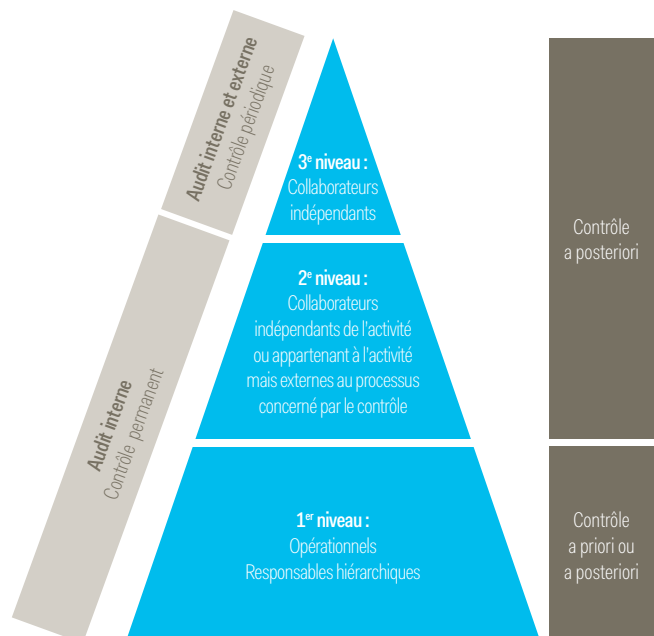 Audit interne et externe
Contrôle périodique
3e niveau :
Collaborateurs
indépendants
Contrôle
a posteriori
2e niveau :
Collaborateurs
indépendants de l'activité
ou appartenant à l'activité
mais externes au processus
concerné par le contrôle
Audit interne
Contrôle permanent
1er niveau :
Opérationnels
Responsables hiérarchiques
Contrôle
a priori ou
a posteriori